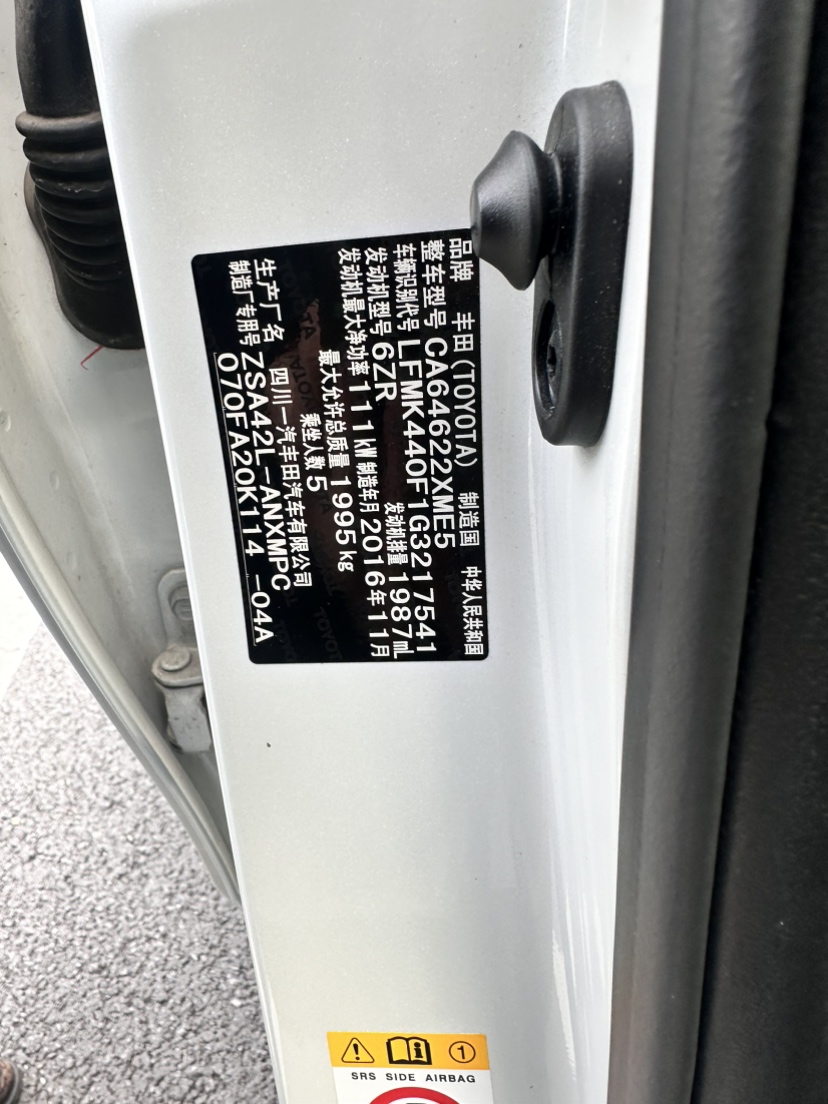 品牌 丰田(TOYOTA) 制造国 中华人民共和国
整车型号 CA64622XME5
车辆识别代号 LFMK440F1G3217541
发动机型号 6ZR 发动机排量 1987mL
发动机最大净功率 111kW 制造年月 2016年11月
最大允许总质量 1995kg
乘坐人数 5
生产厂名 四川一汽丰田汽车有限公司
制造厂专用号 ZSA42L-ANXMPC
070FA20K114 -04A
SRS SIDE AIRBAG